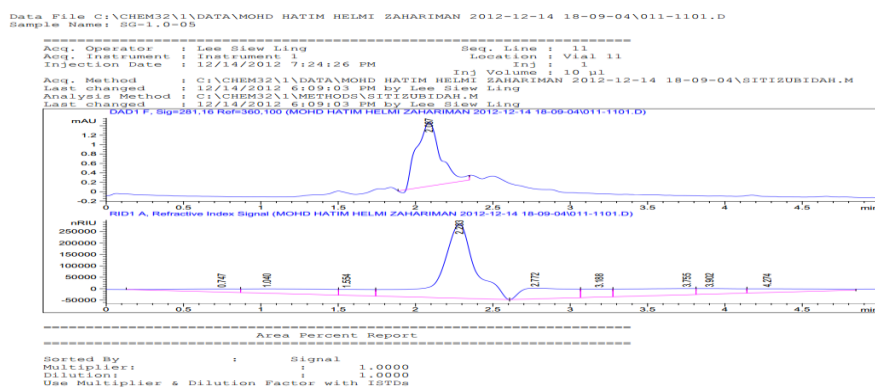 Data File C:\CHEM32\1\DATA\MOHD HATIM HELMI ZAHARIMAN 2012-12-14 18-09-04\011-1101.D
Sample Name: SG-1.0-05
Acq. Operator : Lee Siew Ling Seq. Line : 11
Acq. Instrument : Instrument 1 Location : Vial 11
Injection Date : 12/14/2012 7:24:26 PM Inj : 1
Inj Volume : 10 µl
Acq. Method : C:\CHEM32\1\DATA\MOHD HATIM HELMI ZAHARIMAN 2012-12-14 18-09-04\SITIZUBIDAH.M
Last changed : 12/14/2012 6:09:03 PM by Lee Siew Ling
Analysis Method : C:\CHEM32\1\METHODS\SITIZUBIDAH.M
Last changed : 12/14/2012 6:09:03 PM by Lee Siew Ling
DAD1 F, Sig=281,16 Ref=360,100 (MOHD HATIM HELMI ZAHARIMAN 2012-12-14 18-09-04\011-1101.D)
mAU
2.087
1.2
1
0.8
0.6
0.4
0.2
0
-0.2
0.5 1 1.5 2 2.5 3 3.5 4 4.5 min
RID1 A, Refractive Index Signal (MOHD HATIM HELMI ZAHARIMAN 2012-12-14 18-09-04\011-1101.D)
nRIU
250000
200000
150000
100000
50000
0
-50000
0.747 1.040 1.554 2.283 2.772 3.188 3.755 3.902 4.274
0.5 1 1.5 2 2.5 3 3.5 4 4.5 min
Area Percent Report
Sorted By : Signal
Multiplier: : 1.0000
Dilution: : 1.0000
Use Multiplier & Dilution Factor with ISTDs